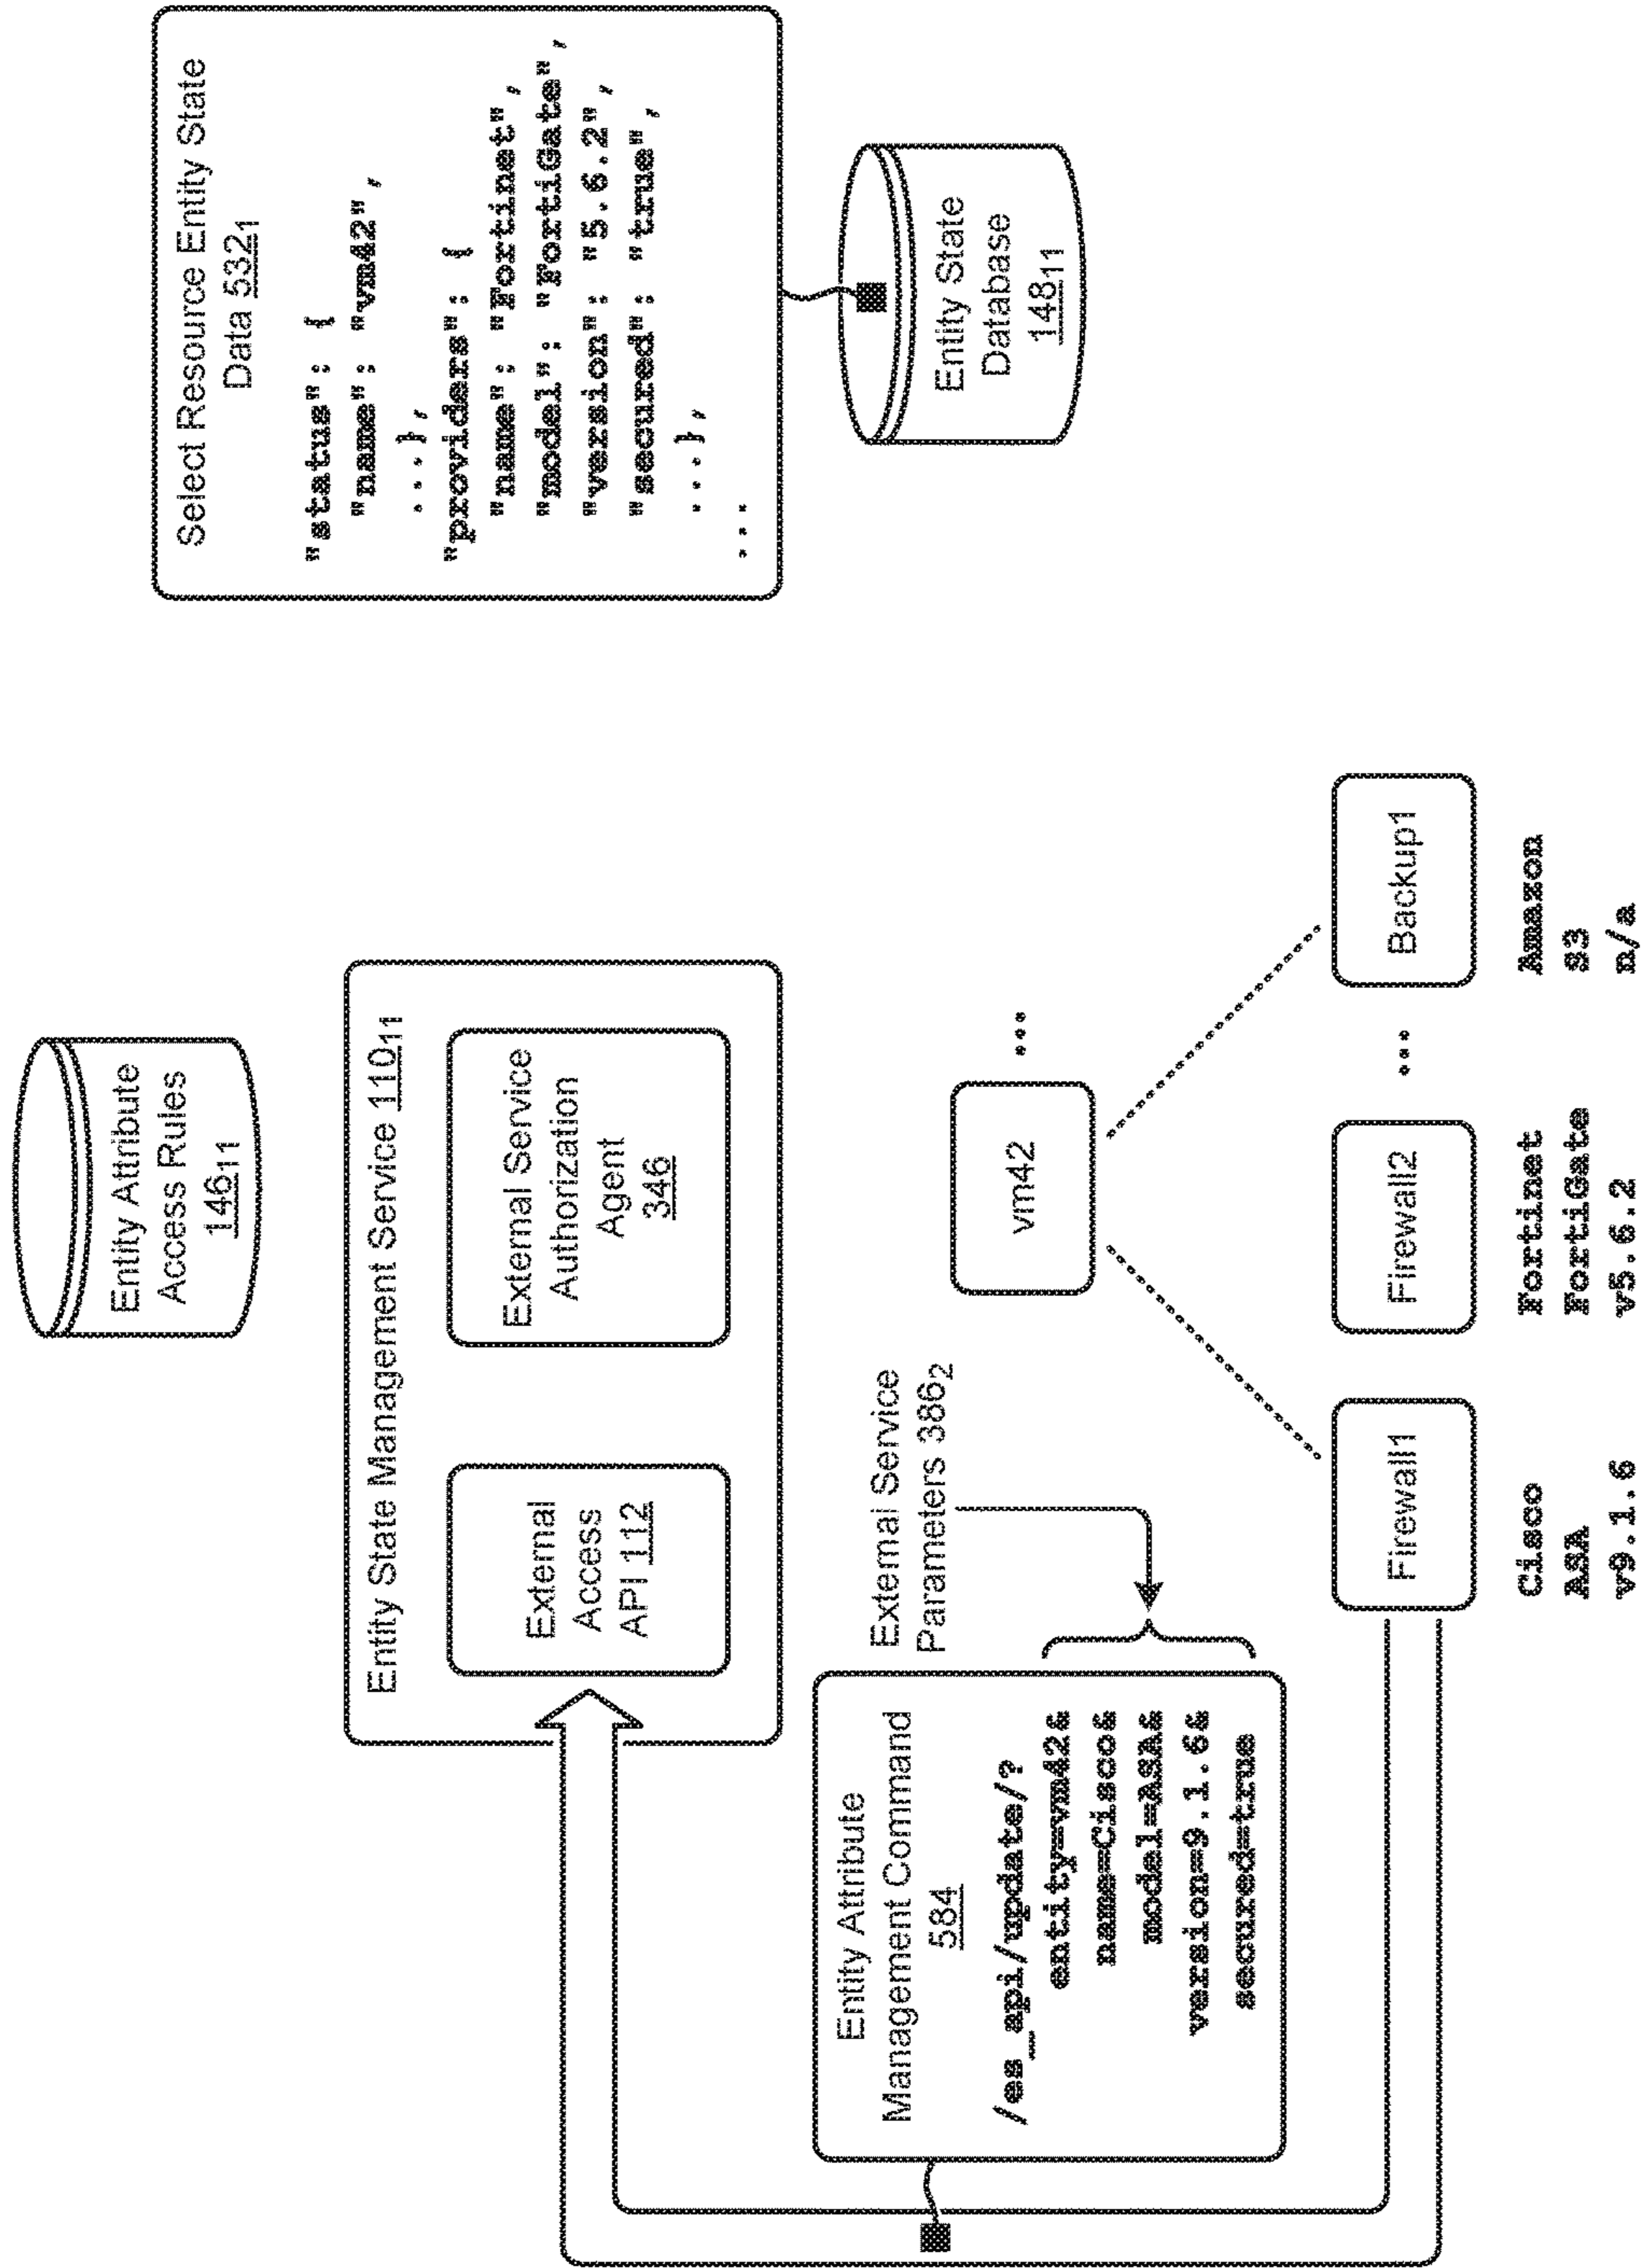 Entity Attribute
Access Rules
146₁₁
Entity State Management Service 110₁₁
External
Access
API 112
External Service
Authorization
Agent
346
Select Resource Entity State
Data 532₁
"status": {
"name": "vm42",
...},
"providers": {
"name": "Fortinet",
"model": "FortiGate",
"version": "5.6.2",
"secured": "true",
...},
...
Entity State
Database
148₁₁
Entity Attribute
Management Command
584
/es_api/update/?
entity=vm42&
name=Cisco&
model=ASA&
version=9.1.6&
secured=true
External Service
Parameters 386₂
vm42
...
Firewall1
Firewall2
...
Backup1
Cisco
ASA
v9.1.6
Fortinet
FortiGate
v5.6.2
Amazon
S3
n/a